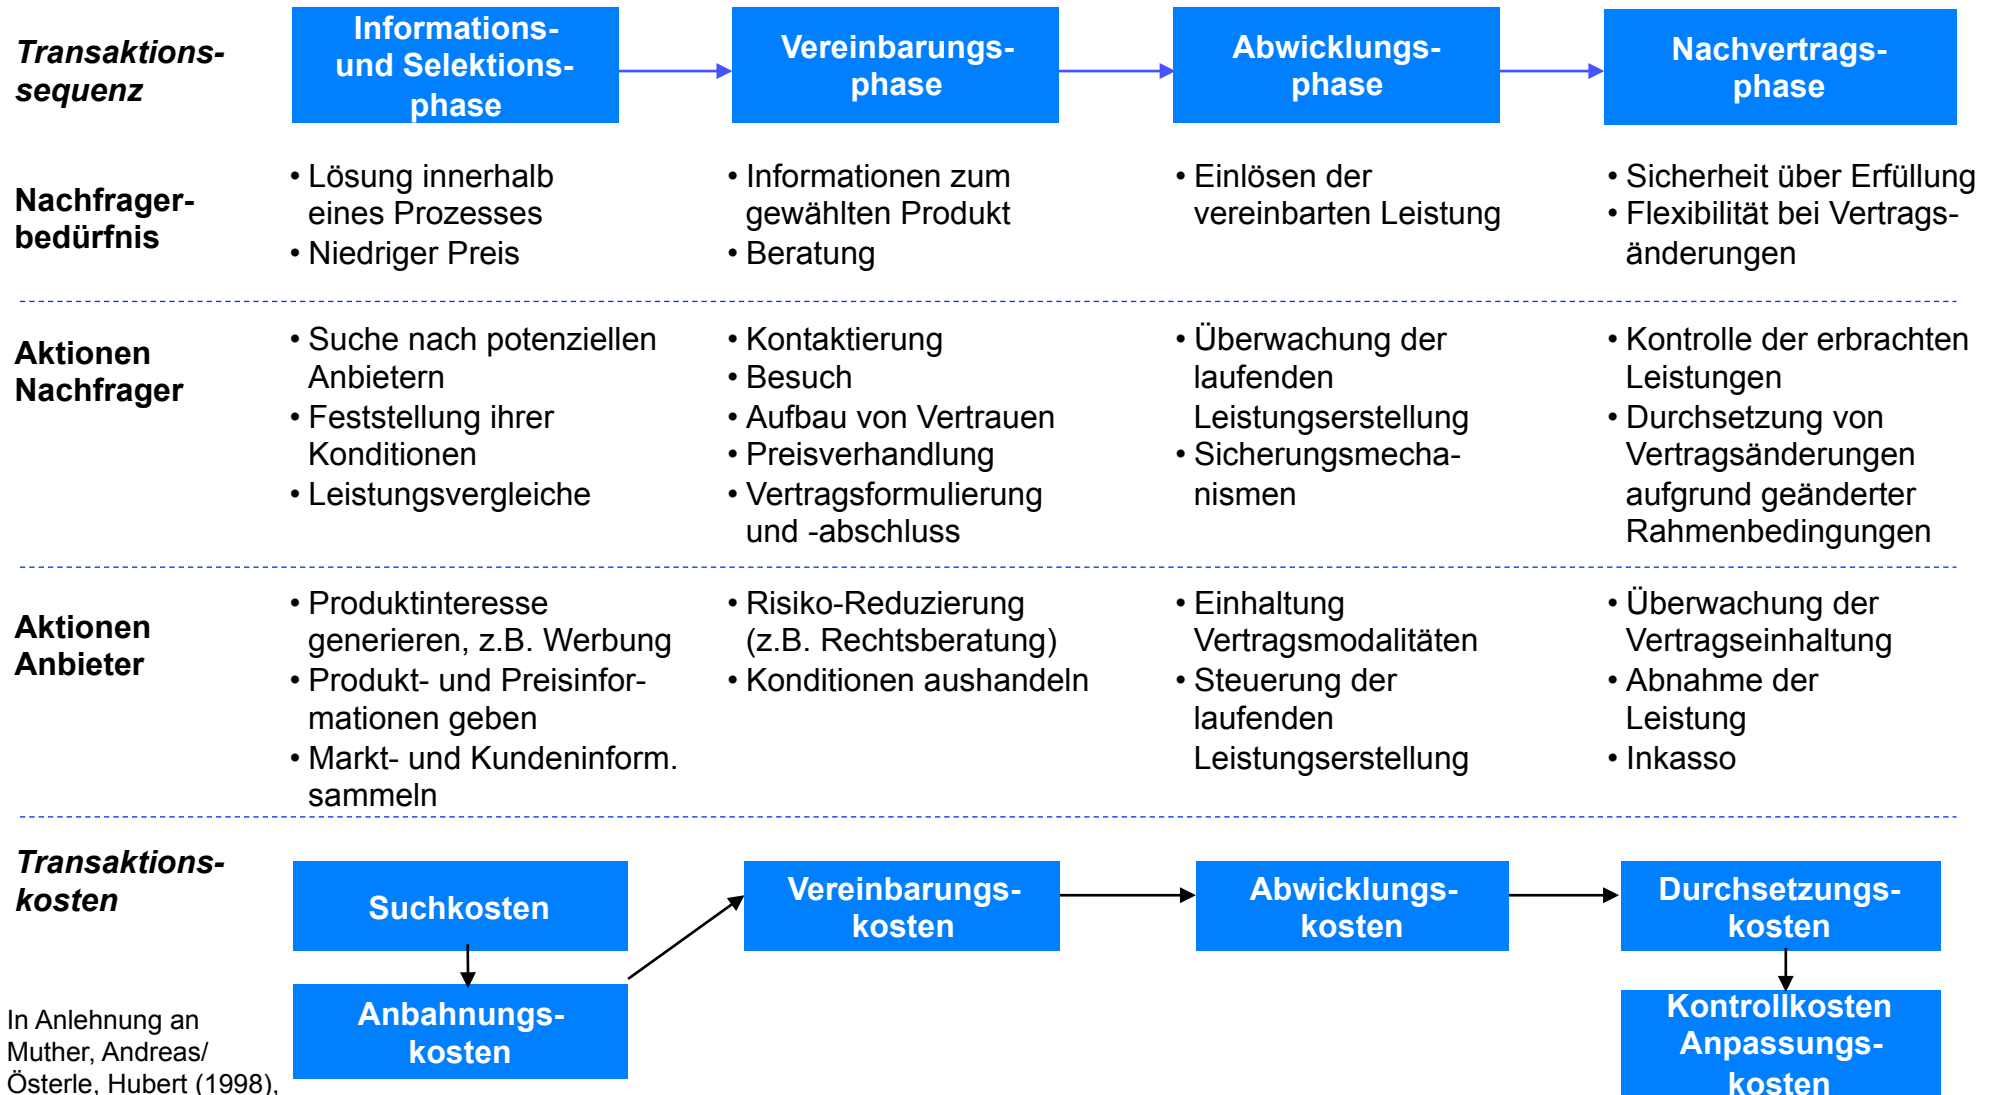 Transaktions-
sequenz
Informations-
und Selektions-
phase
Vereinbarungs-
phase
Abwicklungs-
phase
Nachvertrags-
phase
Nachfrager-
bedürfnis
• Lösung innerhalb
eines Prozesses
• Niedriger Preis
• Informationen zum
gewählten Produkt
• Beratung
• Einlösen der
vereinbarten Leistung
• Sicherheit über Erfüllung
• Flexibilität bei Vertrags-
änderungen
Aktionen
Nachfrager
• Suche nach potenziellen
Anbietern
• Feststellung ihrer
Konditionen
• Leistungsvergleiche
• Kontaktierung
• Besuch
• Aufbau von Vertrauen
• Preisverhandlung
• Vertragsformulierung
und -abschluss
• Überwachung der
laufenden
Leistungserstellung
• Sicherungsmecha-
nismen
• Kontrolle der erbrachten
Leistungen
• Durchsetzung von
Vertragsänderungen
aufgrund geänderter
Rahmenbedingungen
Aktionen
Anbieter
• Produktinteresse
generieren, z.B. Werbung
• Produkt- und Preisinfor-
mationen geben
• Markt- und Kundeninform.
sammeln
• Risiko-Reduzierung
(z.B. Rechtsberatung)
• Konditionen aushandeln
• Einhaltung
Vertragsmodalitäten
• Steuerung der
laufenden
Leistungserstellung
• Überwachung der
Vertragseinhaltung
• Abnahme der
Leistung
• Inkasso
Transaktions-
kosten
Suchkosten
Anbahnungs-
kosten
Vereinbarungs-
kosten
Abwicklungs-
kosten
Durchsetzungs-
kosten
Kontrollkosten
Anpassungs-
kosten
In Anlehnung an
Muther, Andreas/
Österle, Hubert (1998),